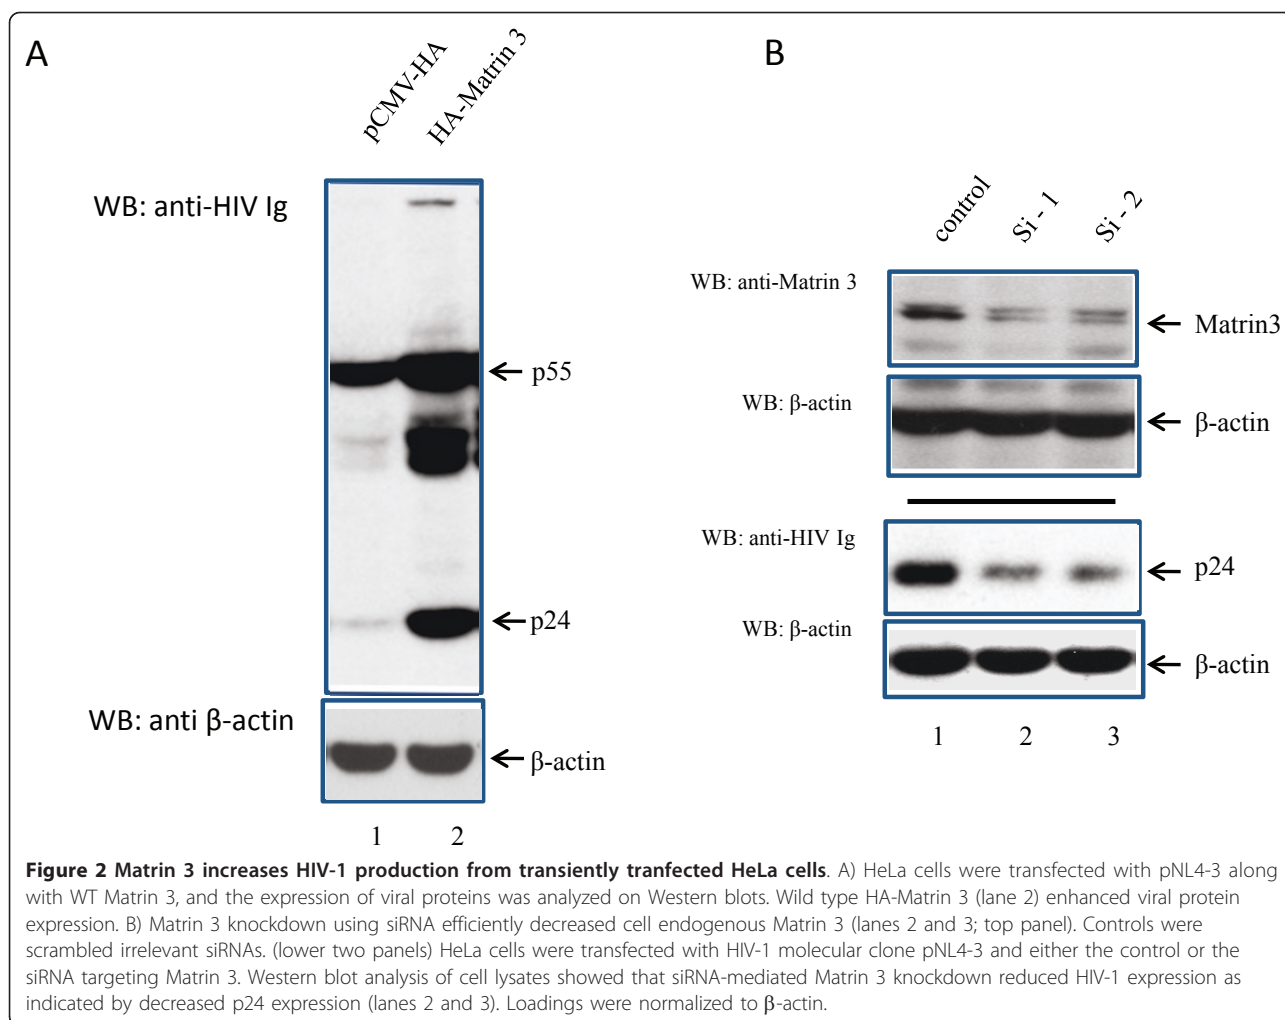 A
pCMV-HA
HA-Matrin 3
WB: anti-HIV Ig
p55
p24
WB: anti β-actin
β-actin
1 2
B
control
Si - 1
Si - 2
WB: anti-Matrin 3
Matrin3
WB: β-actin
β-actin
WB: anti-HIV Ig
p24
WB: β-actin
β-actin
1 2 3
Figure 2 Matrin 3 increases HIV-1 production from transiently tranfected HeLa cells. A) HeLa cells were transfected with pNL4-3 along
with WT Matrin 3, and the expression of viral proteins was analyzed on Western blots. Wild type HA-Matrin 3 (lane 2) enhanced viral protein
expression. B) Matrin 3 knockdown using siRNA efficiently decreased cell endogenous Matrin 3 (lanes 2 and 3; top panel). Controls were
scrambled irrelevant siRNAs. (lower two panels) HeLa cells were transfected with HIV-1 molecular clone pNL4-3 and either the control or the
siRNA targeting Matrin 3. Western blot analysis of cell lysates showed that siRNA-mediated Matrin 3 knockdown reduced HIV-1 expression as
indicated by decreased p24 expression (lanes 2 and 3). Loadings were normalized to β-actin.